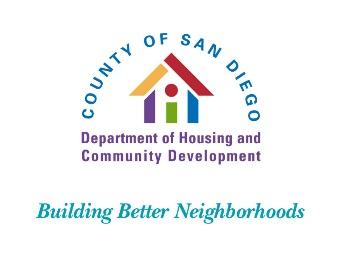 COUNTY OF SAN DIEGO
Department of Housing and
Community Development
Building Better Neighborhoods